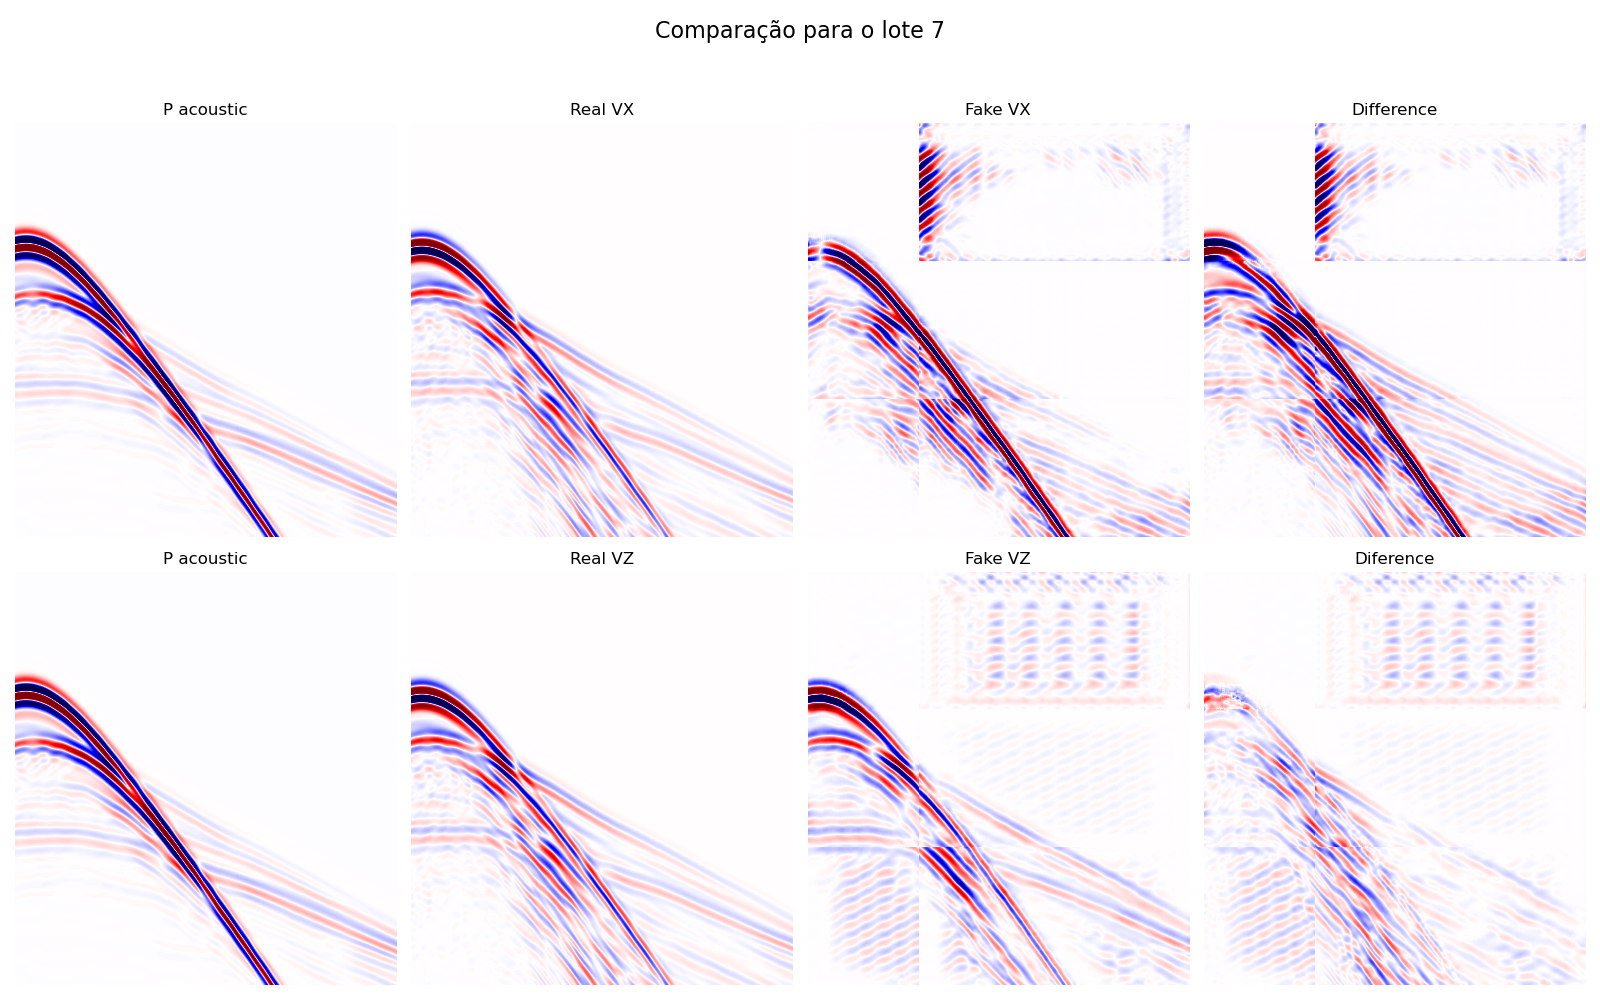 Comparação para o lote 7
P acoustic
Real VX
Fake VX
Difference
P acoustic
Real VZ
Fake VZ
Diference